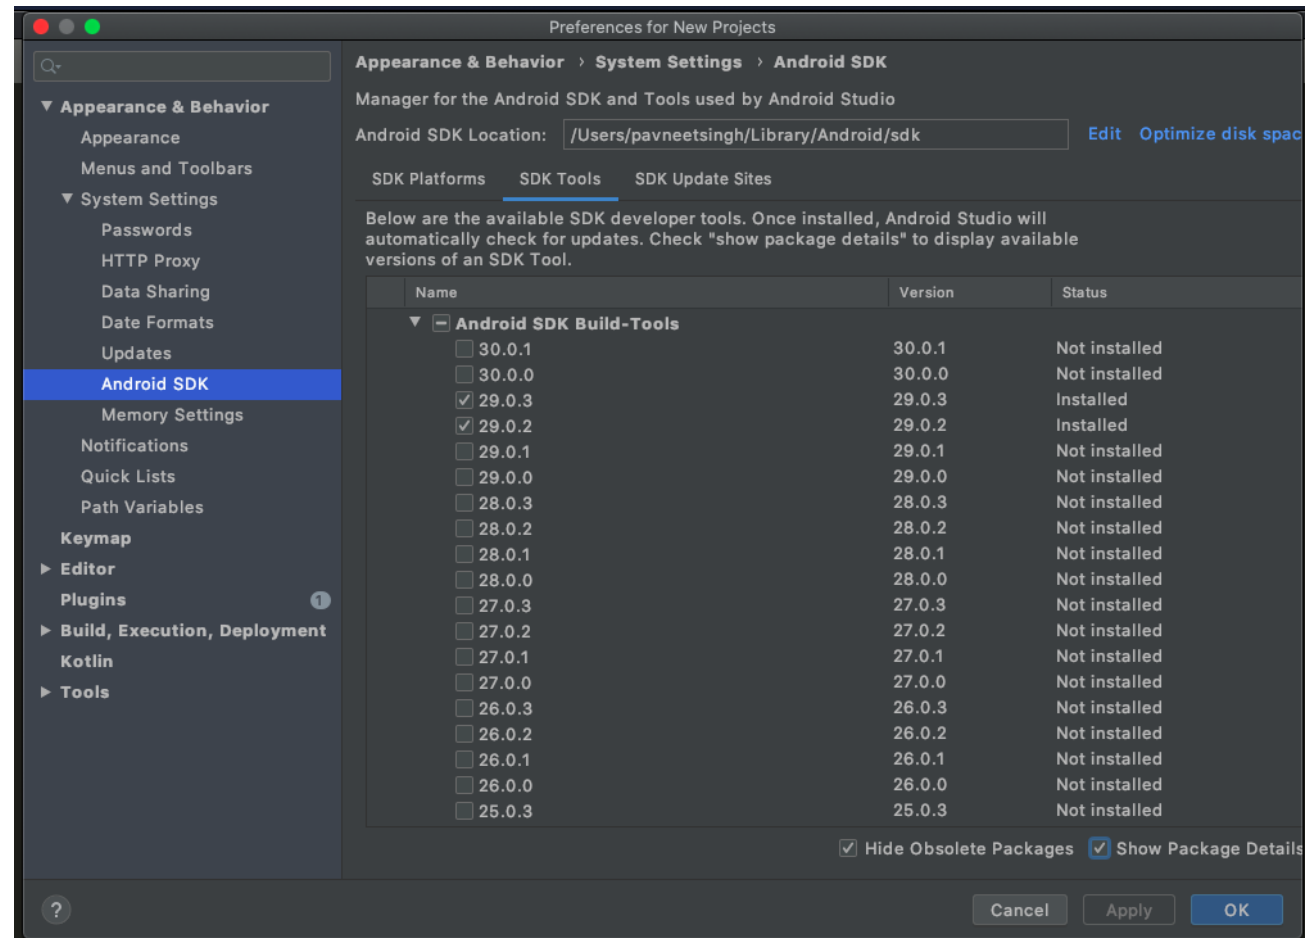 Preferences for New Projects
Appearance & Behavior
Appearance
Menus and Toolbars
System Settings
Passwords
HTTP Proxy
Data Sharing
Date Formats
Updates
Android SDK
Memory Settings
Notifications
Quick Lists
Path Variables
Keymap
Editor
Plugins 1
Build, Execution, Deployment
Kotlin
Tools
Appearance & Behavior › System Settings › Android SDK
Manager for the Android SDK and Tools used by Android Studio
Android SDK Location: /Users/pavneetsingh/Library/Android/sdk Edit Optimize disk spac
SDK Platforms SDK Tools SDK Update Sites
Below are the available SDK developer tools. Once installed, Android Studio will
automatically check for updates. Check "show package details" to display available
versions of an SDK Tool.
Name Version Status
Android SDK Build-Tools
30.0.1 30.0.1 Not installed
30.0.0 30.0.0 Not installed
29.0.3 29.0.3 Installed
29.0.2 29.0.2 Installed
29.0.1 29.0.1 Not installed
29.0.0 29.0.0 Not installed
28.0.3 28.0.3 Not installed
28.0.2 28.0.2 Not installed
28.0.1 28.0.1 Not installed
28.0.0 28.0.0 Not installed
27.0.3 27.0.3 Not installed
27.0.2 27.0.2 Not installed
27.0.1 27.0.1 Not installed
27.0.0 27.0.0 Not installed
26.0.3 26.0.3 Not installed
26.0.2 26.0.2 Not installed
26.0.1 26.0.1 Not installed
26.0.0 26.0.0 Not installed
25.0.3 25.0.3 Not installed
Hide Obsolete Packages Show Package Details
? Cancel Apply OK